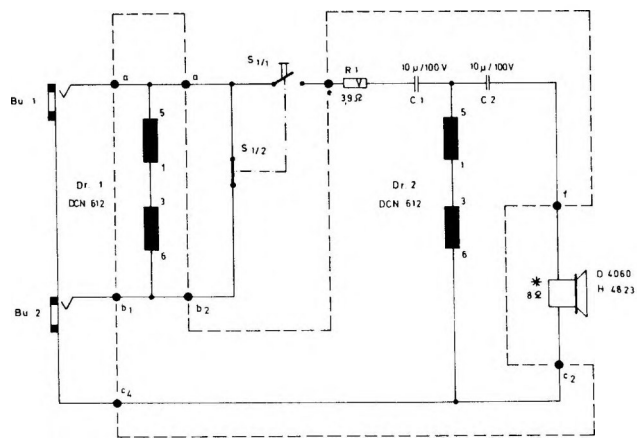 S 1/1
10 µ/100V
10 µ/100V
a
a
R 1
Bu 1
3,9 Ω
C 1
C 2
5
5
S 1/2
1
1
f
Dr. 1
Dr. 2
DCN 612
DCN 612
3
3
6
6
D 4060
H 4823
8 Ω
Bu 2
b1
b2
c2
c4